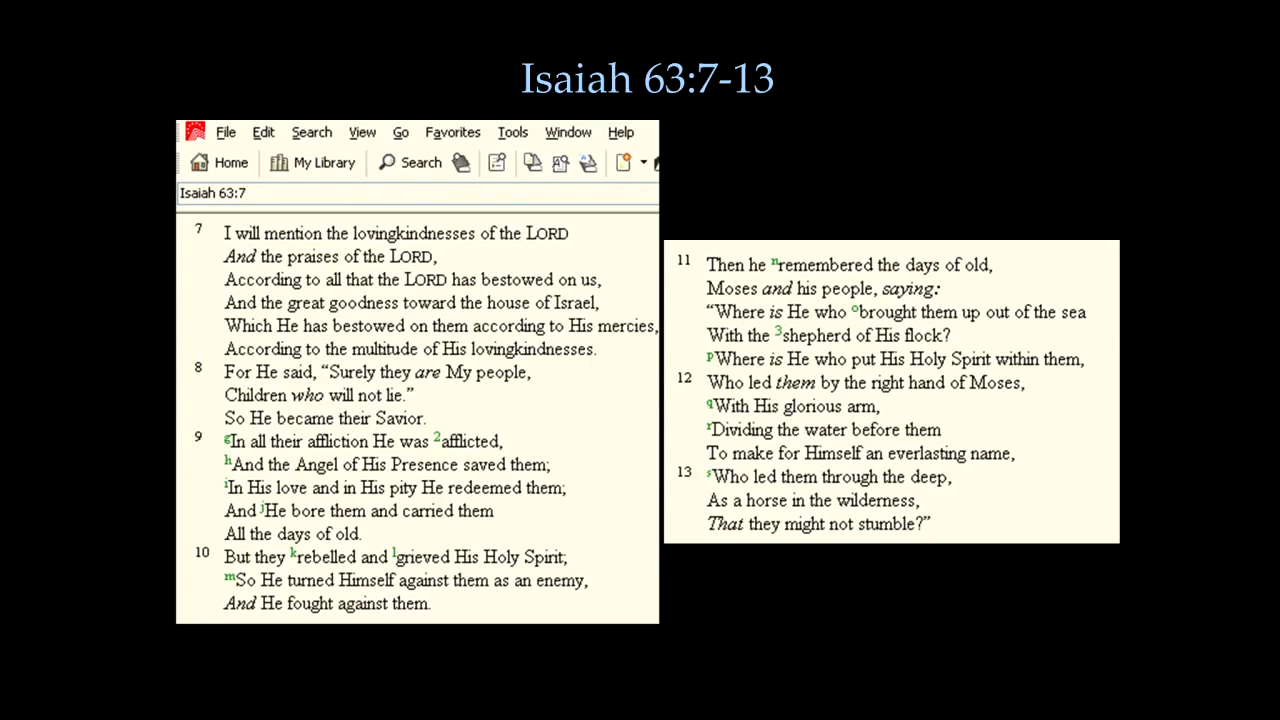 Isaiah 63:7-13
File Edit Search View Go Favorites Tools Window Help
Home My Library Search
Isaiah 63:7
7 I will mention the lovingkindnesses of the LORD
And the praises of the LORD,
According to all that the LORD has bestowed on us,
And the great goodness toward the house of Israel,
Which He has bestowed on them according to His mercies,
According to the multitude of His lovingkindnesses.
8 For He said, “Surely they are My people,
Children who will not lie.”
So He became their Savior.
9 gIn all their affliction He was 2afflicted,
hAnd the Angel of His Presence saved them;
iIn His love and in His pity He redeemed them;
And jHe bore them and carried them
All the days of old.
10 But they krebelled and lgrieved His Holy Spirit;
mSo He turned Himself against them as an enemy,
And He fought against them.
11 Then he nremembered the days of old,
Moses and his people, saying:
“Where is He who obrought them up out of the sea
With the 3shepherd of His flock?
pWhere is He who put His Holy Spirit within them,
12 Who led them by the right hand of Moses,
qWith His glorious arm,
rDividing the water before them
To make for Himself an everlasting name,
13 sWho led them through the deep,
As a horse in the wilderness,
That they might not stumble?”